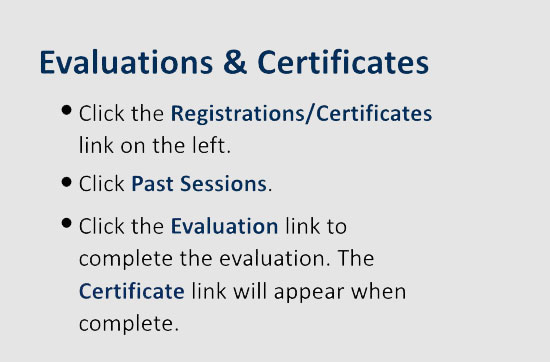 Evaluations & Certificates
• Click the Registrations/Certificates
link on the left.
• Click Past Sessions.
• Click the Evaluation link to
complete the evaluation. The
Certificate link will appear when
complete.